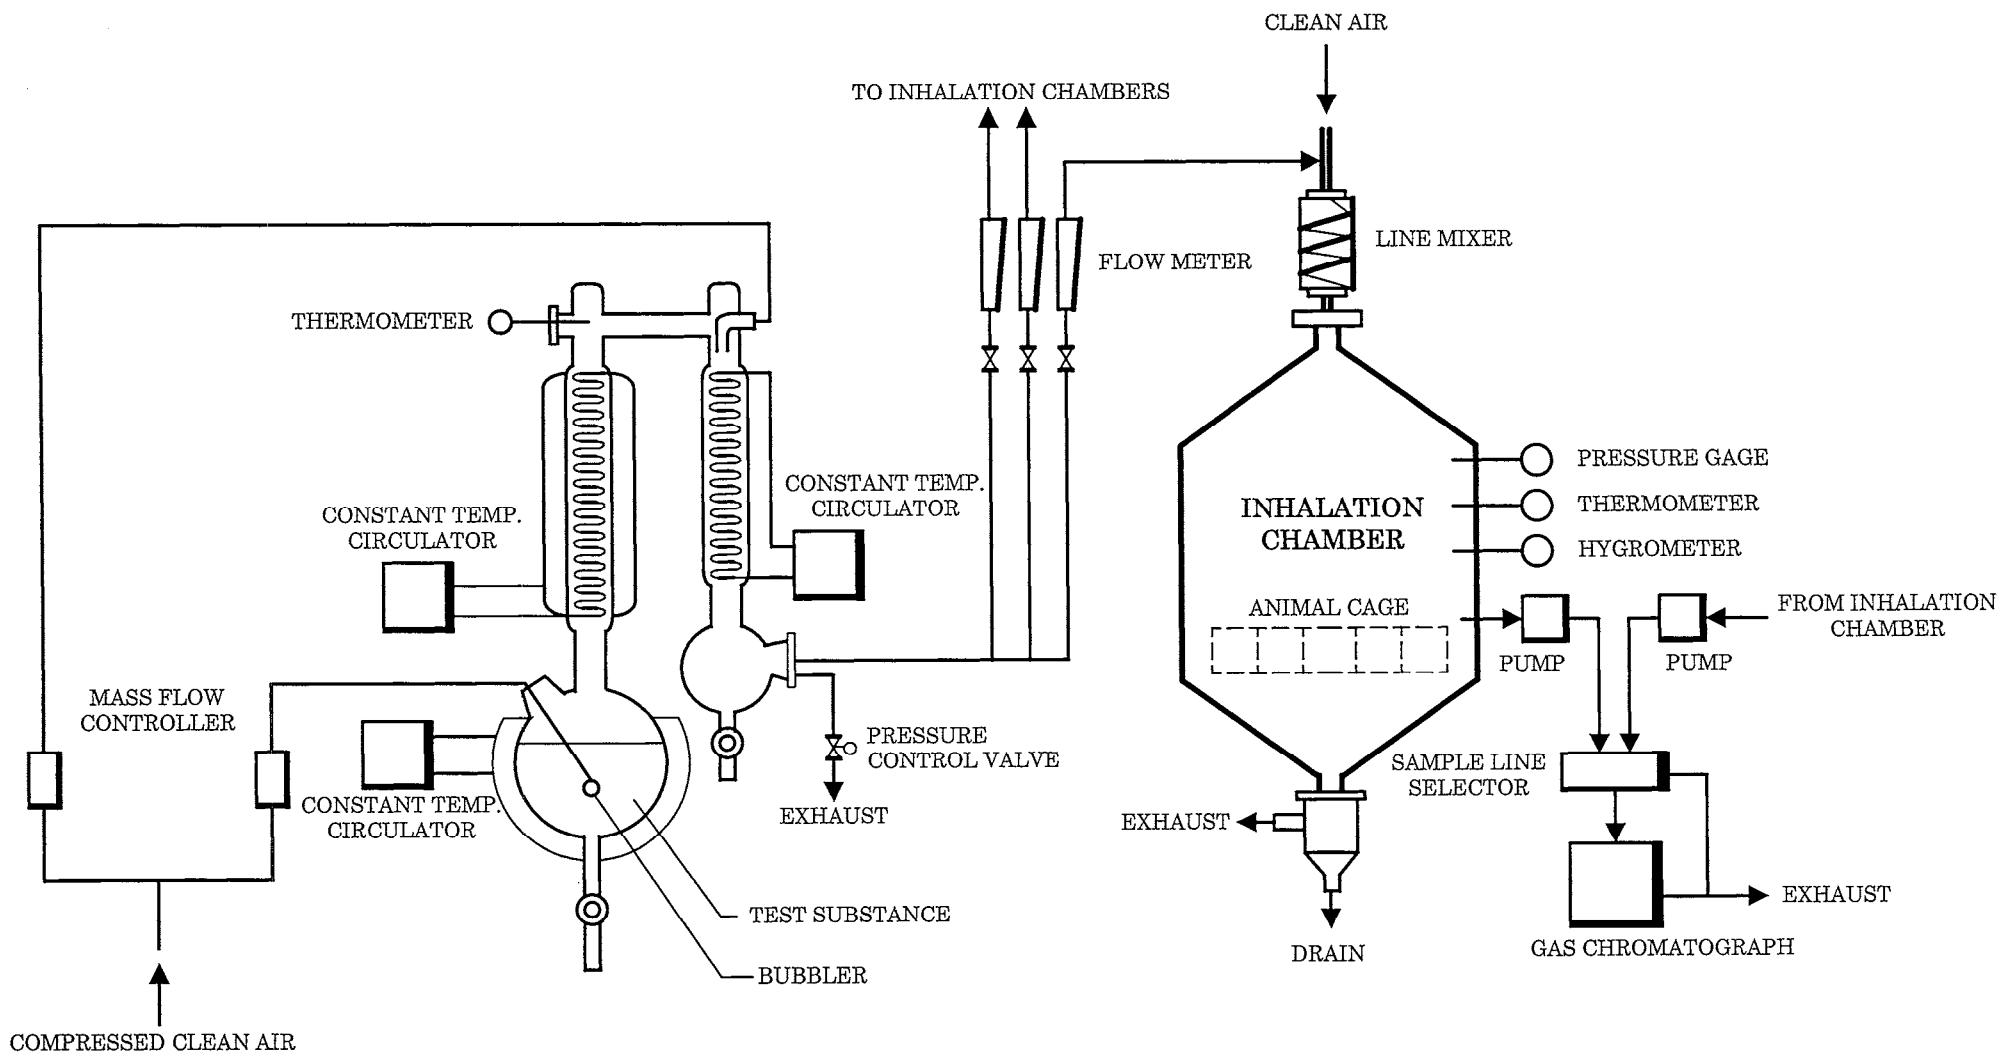 CLEAN AIR
TO INHALATION CHAMBERS
LINE MIXER
FLOW METER
THERMOMETER
PRESSURE GAGE
CONSTANT TEMP.
CIRCULATOR
THERMOMETER
INHALATION
CHAMBER
CONSTANT TEMP.
CIRCULATOR
HYGROMETER
ANIMAL CAGE
FROM INHALATION
CHAMBER
PUMP
PUMP
MASS FLOW
CONTROLLER
PRESSURE
CONTROL VALVE
SAMPLE LINE
SELECTOR
CONSTANT TEMP.
CIRCULATOR
EXHAUST
EXHAUST
EXHAUST
TEST SUBSTANCE
DRAIN
GAS CHROMATOGRAPH
BUBBLER
COMPRESSED CLEAN AIR